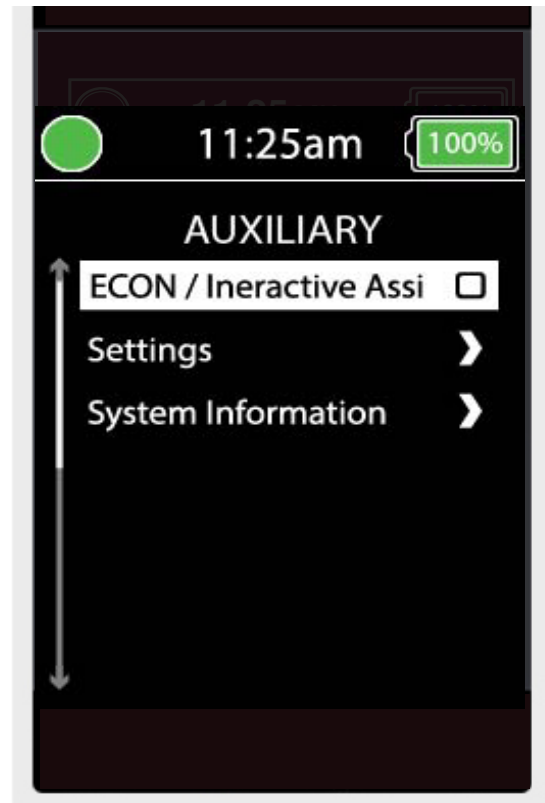 11:25am 100%
AUXILIARY
ECON / Ineractive Assi
Settings
System Information